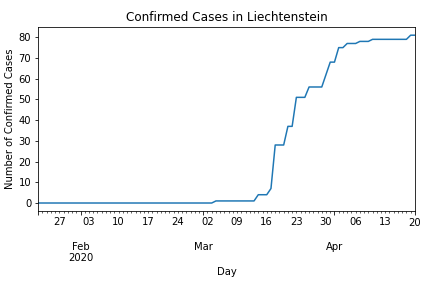 Confirmed Cases in Liechtenstein
Number of Confirmed Cases
80
70
60
50
40
30
20
10
0
27 03 10 17 24 02 09 16 23 30 06 13 20
Feb Mar Apr
2020
Day